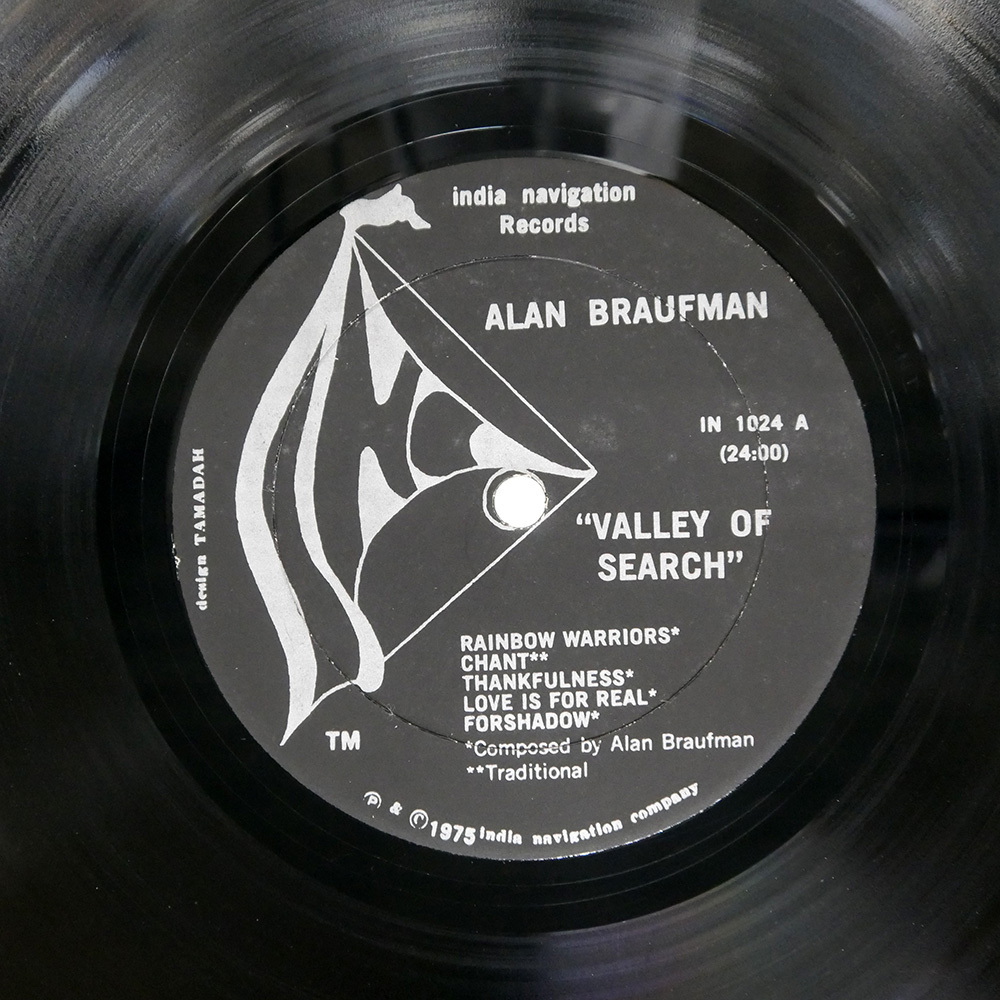 india navigation
Records
ALAN BRAUFMAN
IN 1024 A
(24:00)
"VALLEY OF
SEARCH"
RAINBOW WARRIORS*
CHANT**
THANKFULNESS*
LOVE IS FOR REAL*
FORSHADOW*
*Composed by Alan Braufman
**Traditional
TM
design TAMADAH
℗ & © 1975 india navigation company